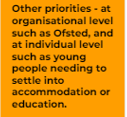 Other priorities - at
organisational level
such as Ofsted, and
at individual level
such as young
people needing to
settle into
accommodation or
education.